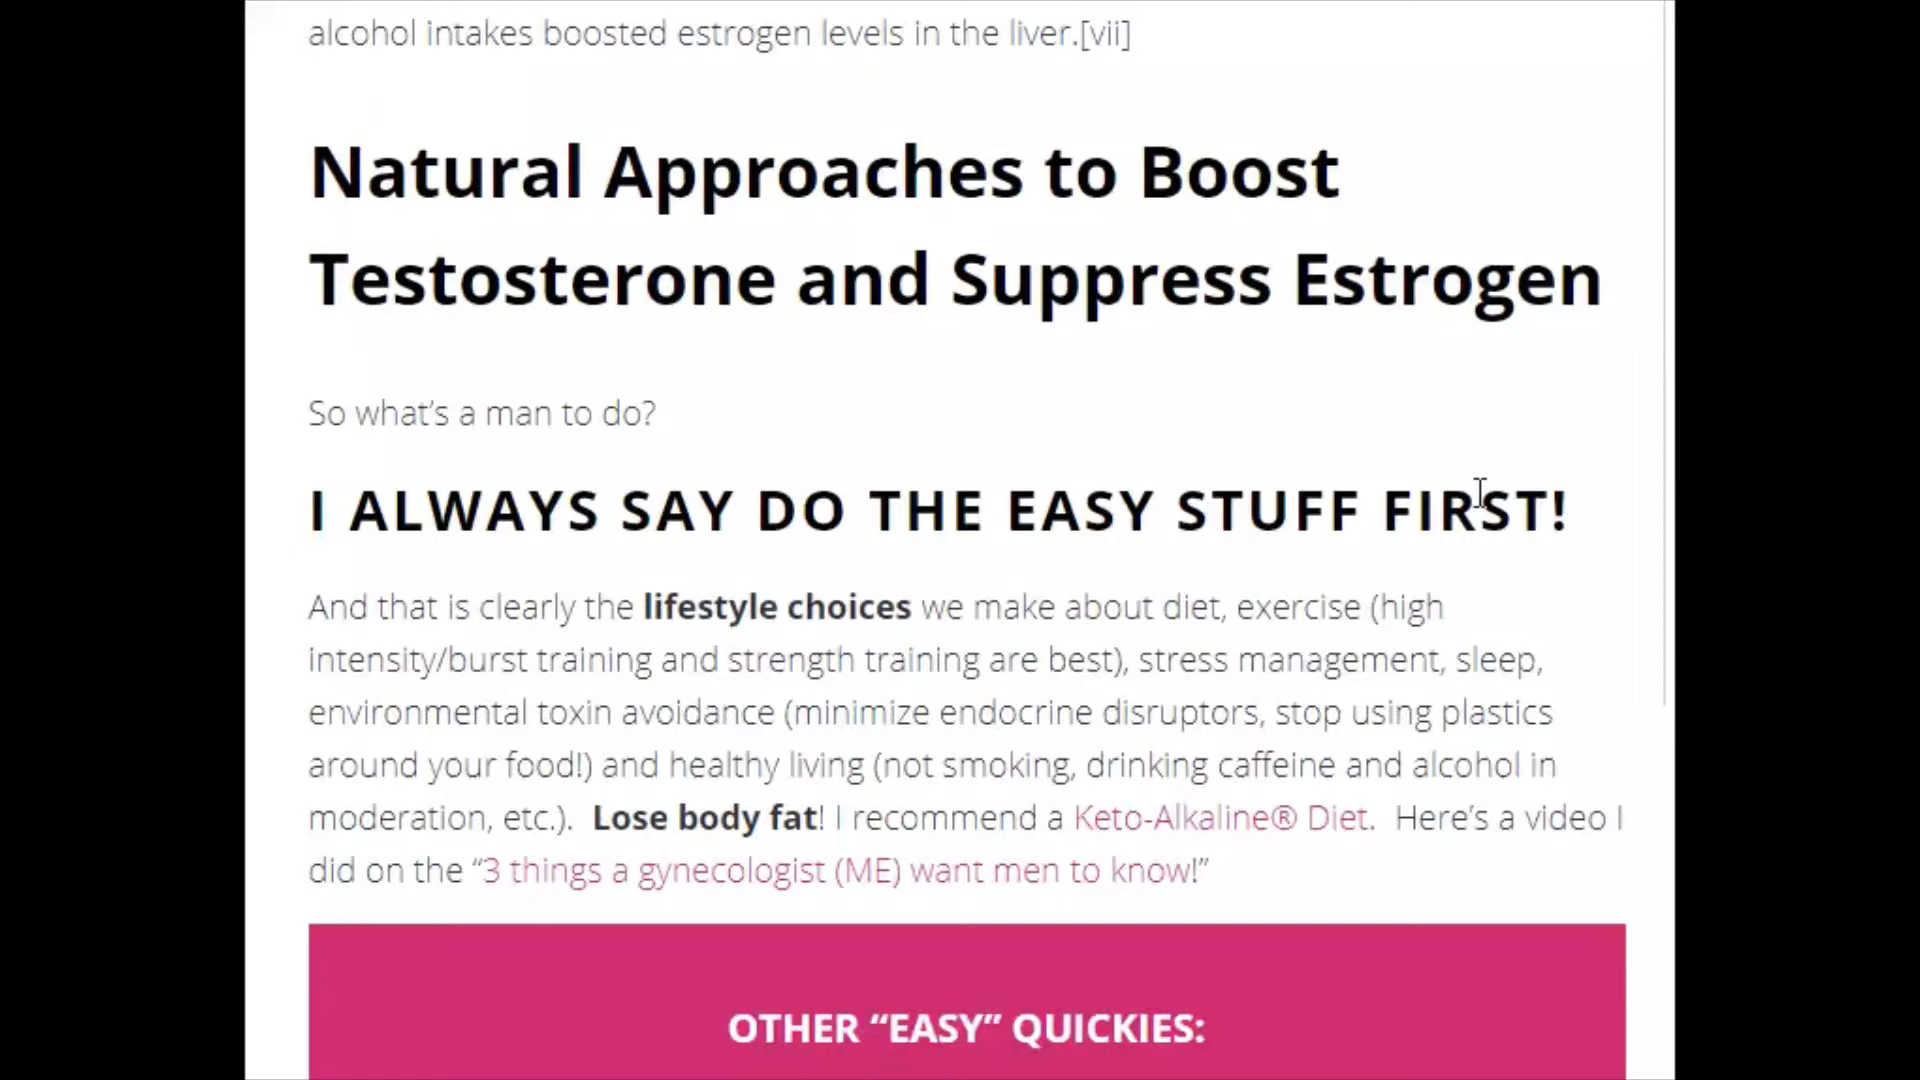 alcohol intakes boosted estrogen levels in the liver.[vii]
Natural Approaches to Boost
Testosterone and Suppress Estrogen
So what’s a man to do?
I ALWAYS SAY DO THE EASY STUFF FIRST!
And that is clearly the lifestyle choices we make about diet, exercise (high
intensity/burst training and strength training are best), stress management, sleep,
environmental toxin avoidance (minimize endocrine disruptors, stop using plastics
around your food!) and healthy living (not smoking, drinking caffeine and alcohol in
moderation, etc.).  Lose body fat! I recommend a Keto-Alkaline® Diet.  Here’s a video I
did on the “3 things a gynecologist (ME) want men to know!”
OTHER “EASY” QUICKIES: